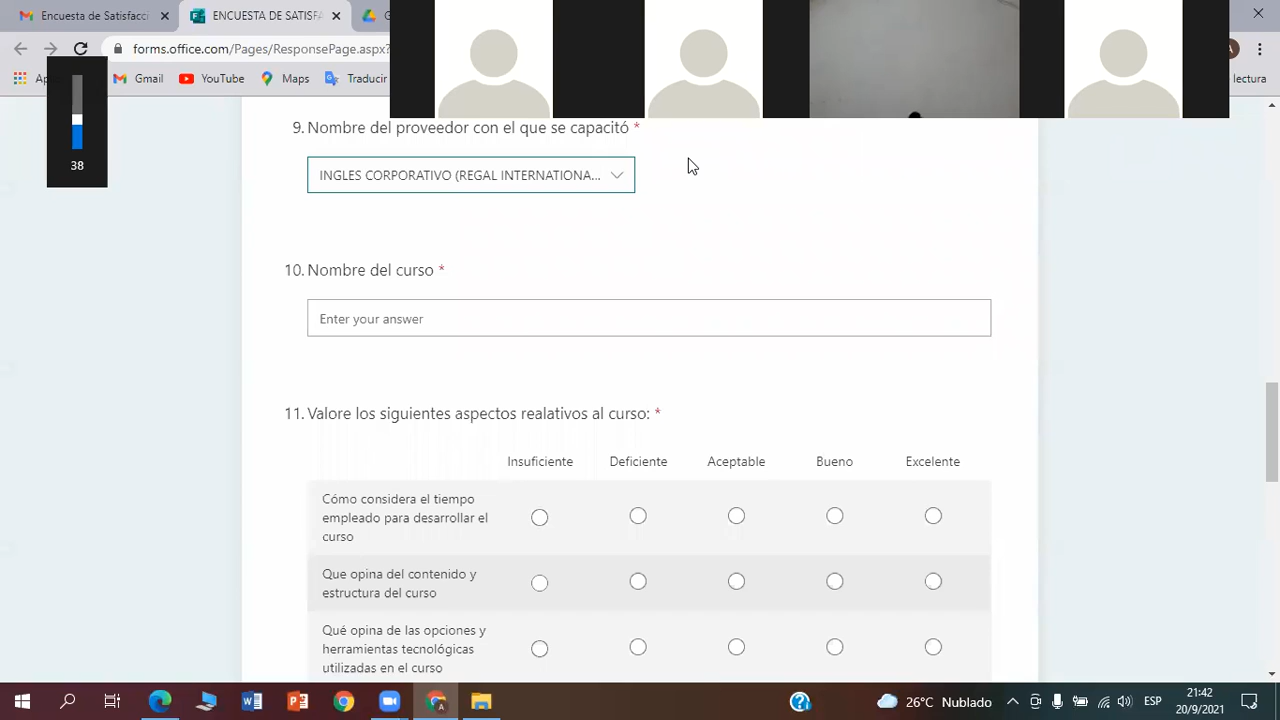 Encuesta de Satisfacci
ENCUESTA DE SATISFA
G
forms.office.com/Pages/ResponsePage.aspx?
Gmail
YouTube
Maps
Traducir
lectura
38
9. Nombre del proveedor con el que se capacitó *
INGLES CORPORATIVO (REGAL INTERNATIONA...
10. Nombre del curso *
Enter your answer
11. Valore los siguientes aspectos realativos al curso: *
Insuficiente Deficiente Aceptable Bueno Excelente
Cómo considera el tiempo
empleado para desarrollar el
curso
Que opina del contenido y
estructura del curso
Qué opina de las opciones y
herramientas tecnológicas
utilizadas en el curso
26°C Nublado
ESP
21:42
20/9/2021